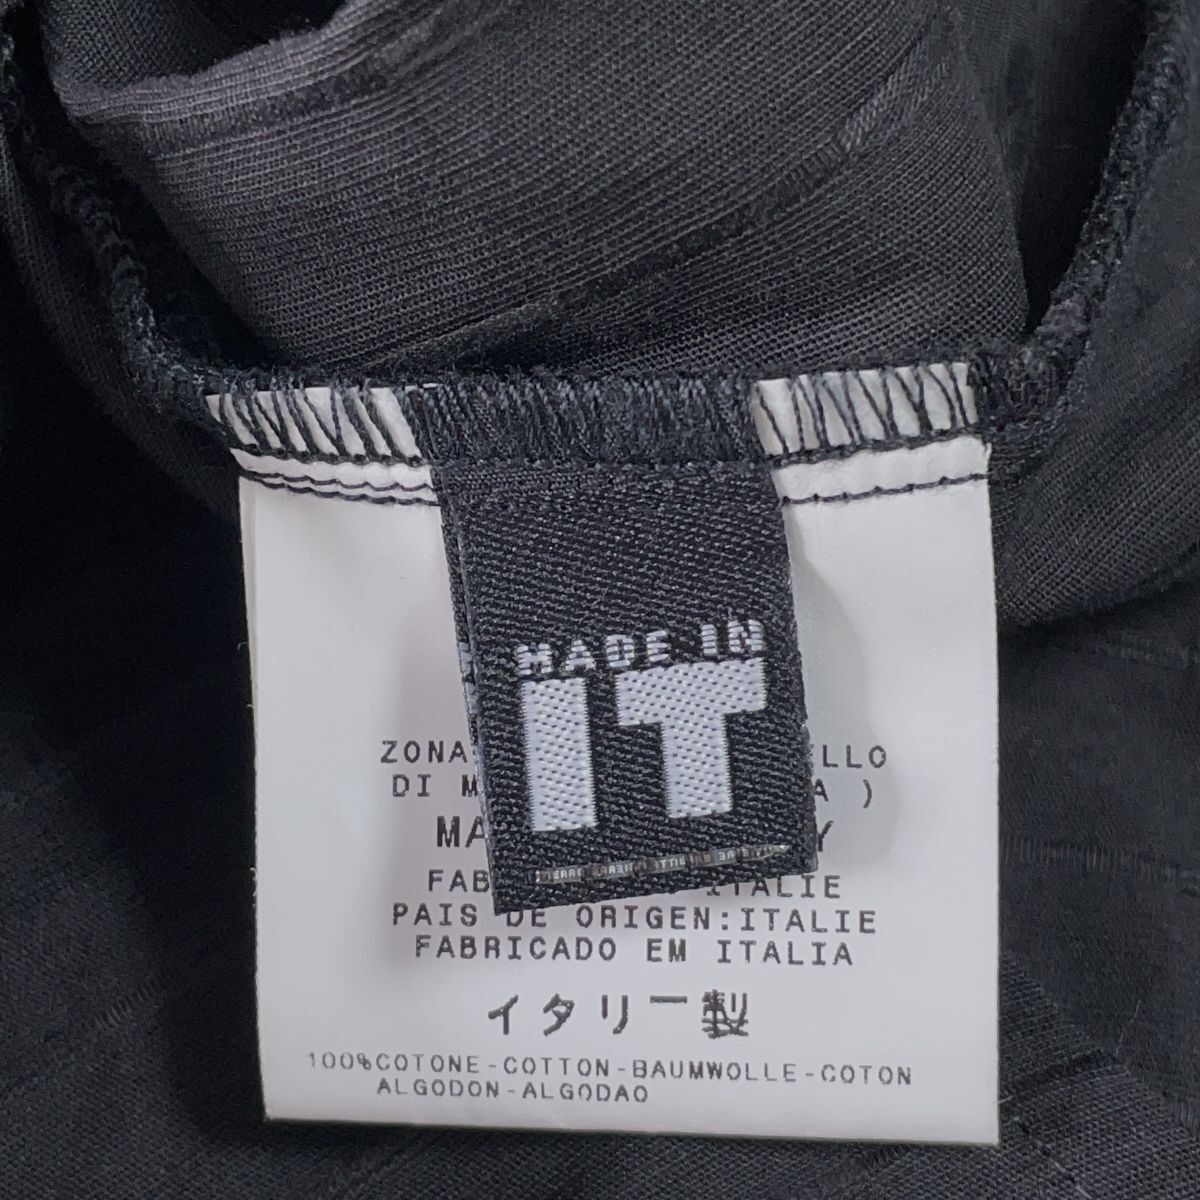 MADE IN
IT
ZONA
ELLO
DI M
A )
MA
Y
FAB
ITALIE
PAIS DE ORIGEN:ITALIE
FABRICADO EM ITALIA
イタリー製
100%COTONE-COTTON-BAUMWOLLE-COTON
ALGODON-ALGODAO